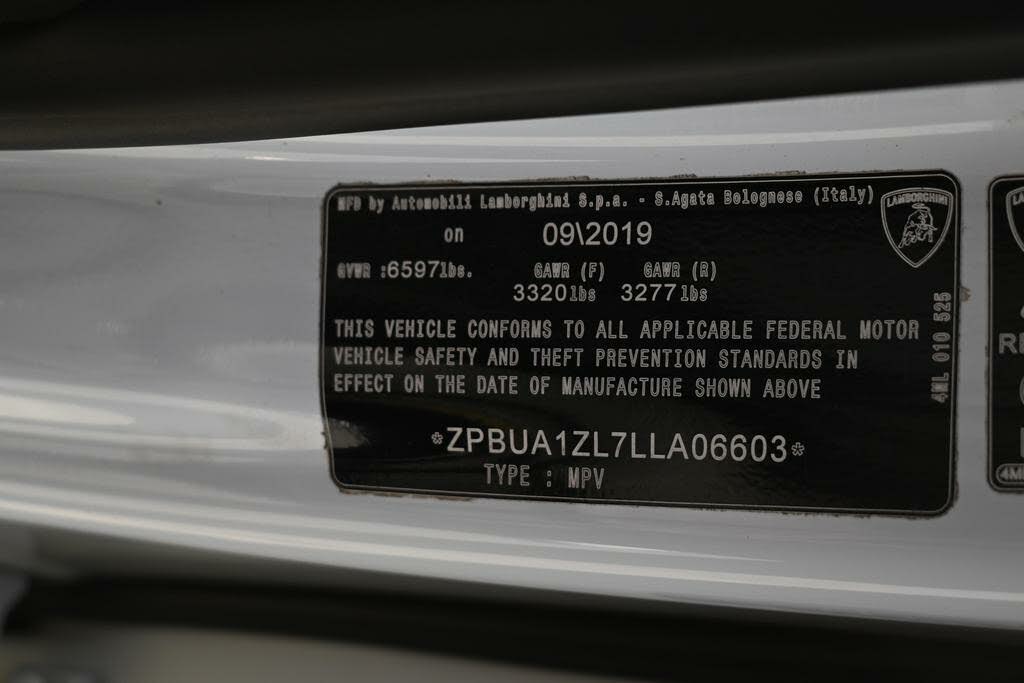 MFD by Automobili Lamborghini S.p.a. - S.Agata Bolognese (Italy)
on 09\2019
LAMBORGHINI
GVWR :6597lbs. GAWR (F) GAWR (R)
3320lbs 3277lbs
THIS VEHICLE CONFORMS TO ALL APPLICABLE FEDERAL MOTOR
VEHICLE SAFETY AND THEFT PREVENTION STANDARDS IN
EFFECT ON THE DATE OF MANUFACTURE SHOWN ABOVE
4ML 010 525
*ZPBUA1ZL7LLA06603*
TYPE : MPV